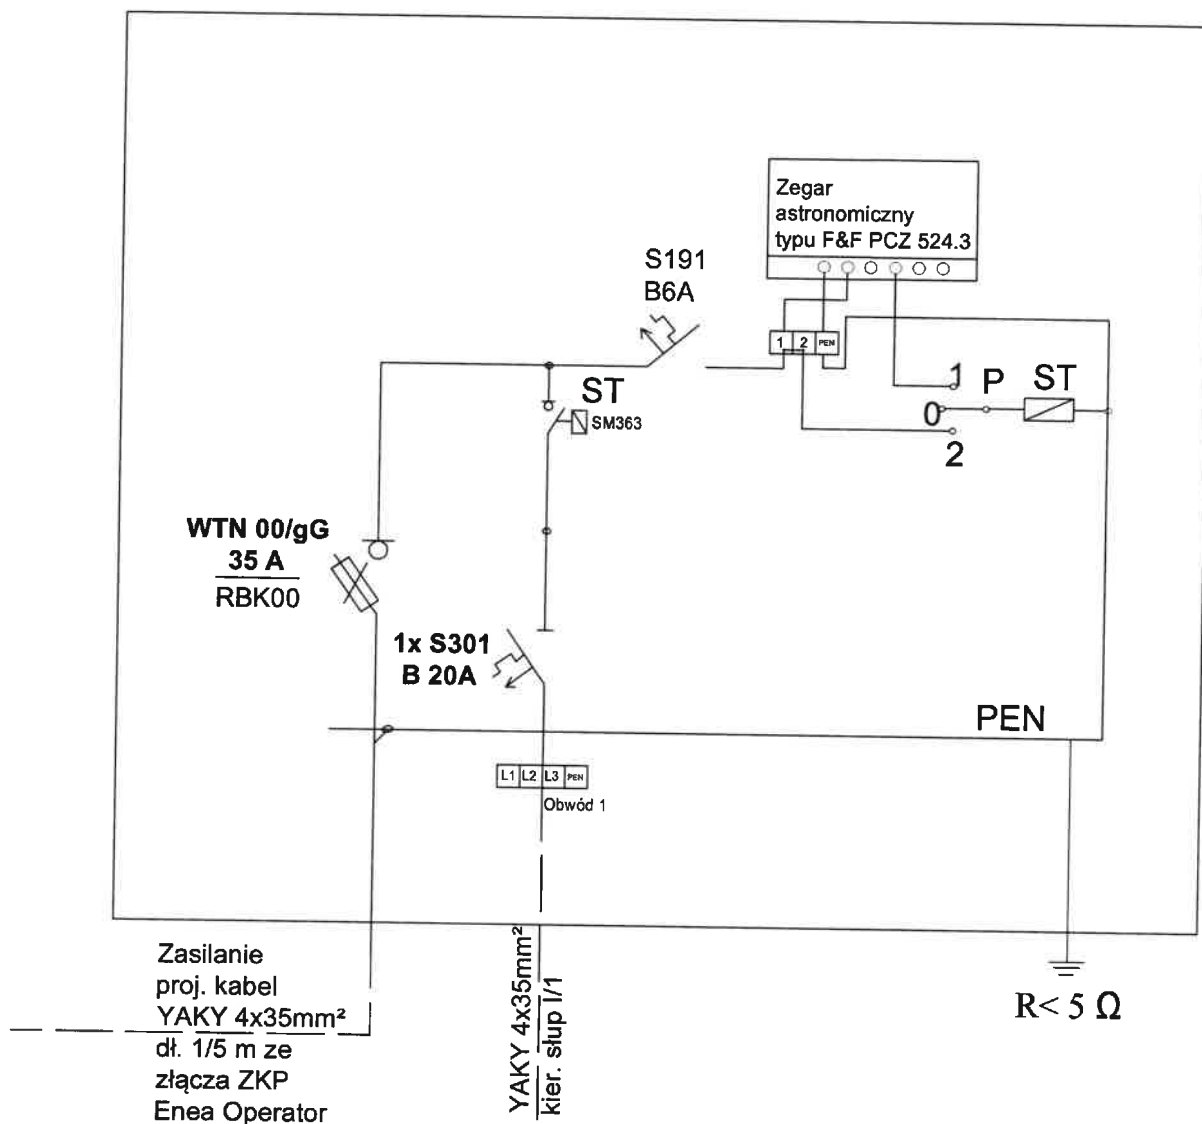 Zegar
astronomiczny
typu F&F PCZ 524.3
S191
B6A
1 2 PEN
ST
SM363
1
P ST
0
2
WTN 00/gG
35 A
RBK00
1x S301
B 20A
PEN
L1 L2 L3 PEN
Obwód 1
Zasilanie
proj. kabel
YAKY 4x35mm²
dł. 1/5 m ze
złącza ZKP
Enea Operator
YAKY 4x35mm²
kier. słup I/1
R< 5 Ω